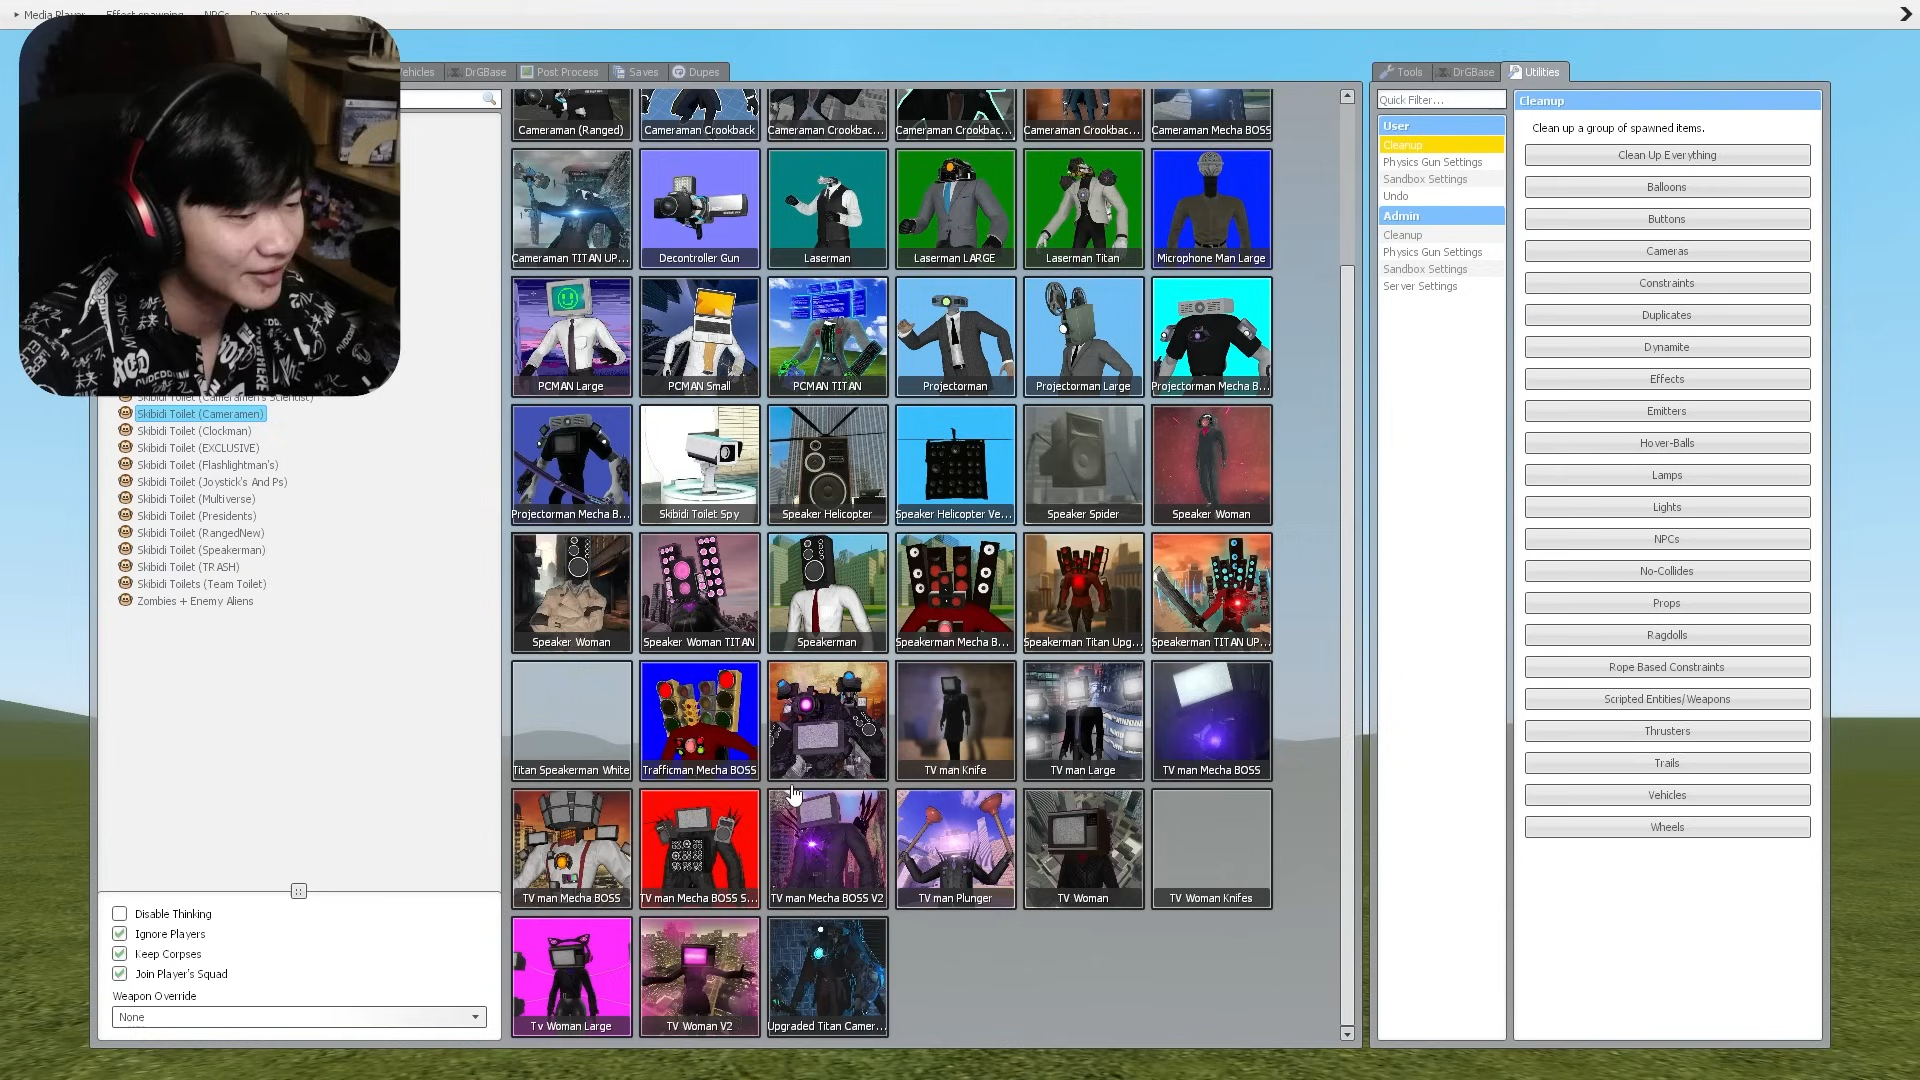 Media Player
Effect spawning
NPCs
Drawing
Vehicles
DrGBase
Post Process
Saves
Dupes
Tools
DrGBase
Utilities
Quick Filter...
User
Cleanup
Physics Gun Settings
Sandbox Settings
Undo
Admin
Cleanup
Physics Gun Settings
Sandbox Settings
Server Settings
Cleanup
Clean up a group of spawned items.
Clean Up Everything
Balloons
Buttons
Cameras
Constraints
Duplicates
Dynamite
Effects
Emitters
Hover-Balls
Lamps
Lights
NPCs
No-Collides
Props
Ragdolls
Rope Based Constraints
Scripted Entities/Weapons
Thrusters
Trails
Vehicles
Wheels
Cameraman (Ranged)
Cameraman Crookback
Cameraman Crookbac...
Cameraman Crookbac...
Cameraman Crookbac...
Cameraman Mecha BOSS
Cameraman TITAN UP...
Decontroller Gun
Laserman
Laserman LARGE
Laserman Titan
Microphone Man Large
PCMAN Large
PCMAN Small
PCMAN TITAN
Projectorman
Projectorman Large
Projectorman Mecha B...
Projectorman Mecha B...
Skibidi Toilet Spy
Speaker Helicopter
Speaker Helicopter Ve...
Speaker Spider
Speaker Woman
Speaker Woman
Speaker Woman TITAN
Speakerman
Speakerman Mecha B...
Speakerman Titan Upg...
Speakerman TITAN UP...
Titan Speakerman White
Trafficman Mecha BOSS
TV man Knife
TV man Large
TV man Mecha BOSS
TV man Mecha BOSS
TV man Mecha BOSS S...
TV man Mecha BOSS V2
TV man Plunger
TV Woman
TV Woman Knifes
Tv Woman Large
TV Woman V2
Upgraded Titan Camer...
Skibidi Toilet (Cameramen's Scientist)
Skibidi Toilet (Cameramen)
Skibidi Toilet (Clockman)
Skibidi Toilet (EXCLUSIVE)
Skibidi Toilet (Flashlightman's)
Skibidi Toilet (Joystick's And Ps)
Skibidi Toilet (Multiverse)
Skibidi Toilet (Presidents)
Skibidi Toilet (RangedNew)
Skibidi Toilet (Speakerman)
Skibidi Toilet (TRASH)
Skibidi Toilets (Team Toilet)
Zombies + Enemy Aliens
Disable Thinking
Ignore Players
Keep Corpses
Join Player's Squad
Weapon Override
None